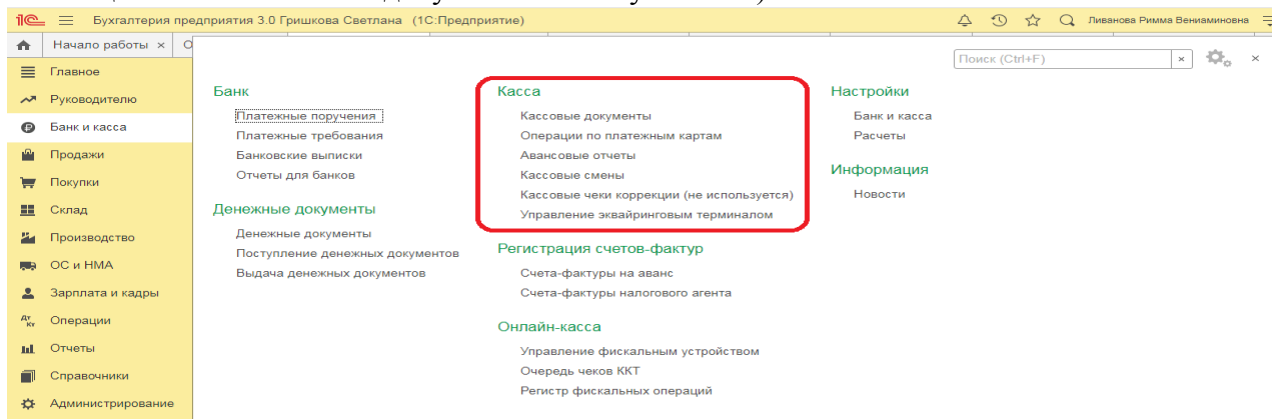 Бухгалтерия предприятия 3.0 Гришкова Светлана (1С:Предприятие)
Ливанова Римма Вениаминовна
Начало работы ×
Поиск (Ctrl+F) ×
×
Главное
Руководителю
Банк и касса
Продажи
Покупки
Склад
Производство
ОС и НМА
Зарплата и кадры
Операции
Отчеты
Справочники
Администрирование
Банк
Платежные поручения
Платежные требования
Банковские выписки
Отчеты для банков
Денежные документы
Денежные документы
Поступление денежных документов
Выдача денежных документов
Касса
Кассовые документы
Операции по платежным картам
Авансовые отчеты
Кассовые смены
Кассовые чеки коррекции (не используется)
Управление эквайринговым терминалом
Регистрация счетов-фактур
Счета-фактуры на аванс
Счета-фактуры налогового агента
Онлайн-касса
Управление фискальным устройством
Очередь чеков ККТ
Регистр фискальных операций
Настройки
Банк и касса
Расчеты
Информация
Новости